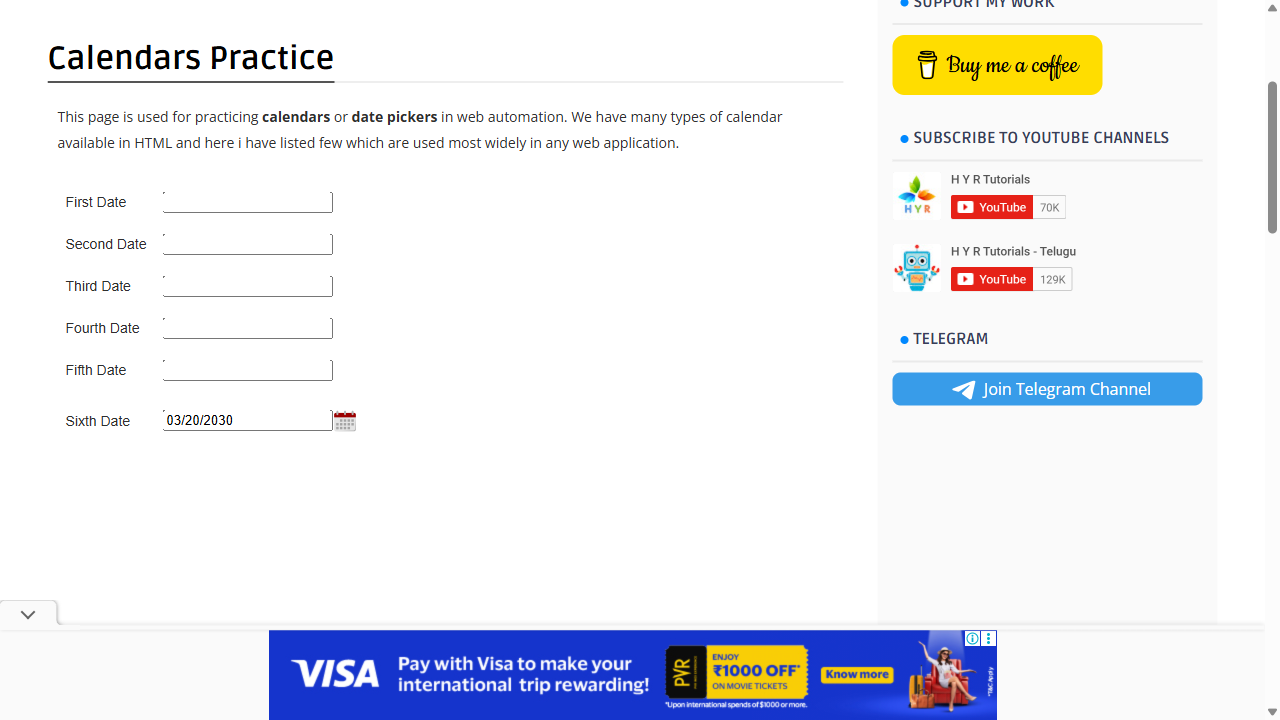 SUPPORT MY WORK
Calendars Practice
Buy me a coffee
This page is used for practicing calendars or date pickers in web automation. We have many types of calendar
available in HTML and here i have listed few which are used most widely in any web application.
SUBSCRIBE TO YOUTUBE CHANNELS
First Date
HYR
H Y R Tutorials
YouTube 70K
Second Date
H Y R Tutorials - Telugu
YouTube 129K
Third Date
Fourth Date
TELEGRAM
Fifth Date
Join Telegram Channel
Sixth Date 03/20/2030
VISA
Pay with Visa to make your
international trip rewarding!
PVR
ENJOY
₹1000 OFF*
ON MOVIE TICKETS
*Upon international spends of $1000 or more.
Know more
*T&C Apply